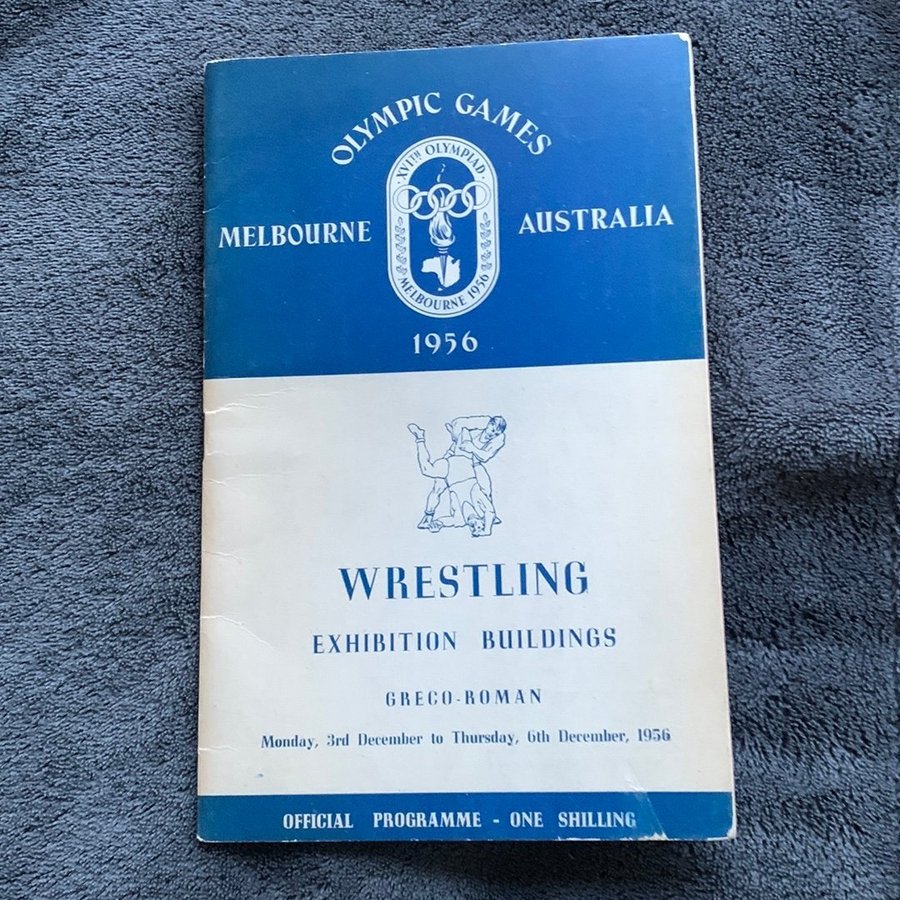 OLYMPIC GAMES
XVITH OLYMPIAD
MELBOURNE AUSTRALIA
MELBOURNE 1956
1956
WRESTLING
EXHIBITION BUILDINGS
GRECO-ROMAN
Monday, 3rd December to Thursday, 6th December, 1956
OFFICIAL PROGRAMME - ONE SHILLING